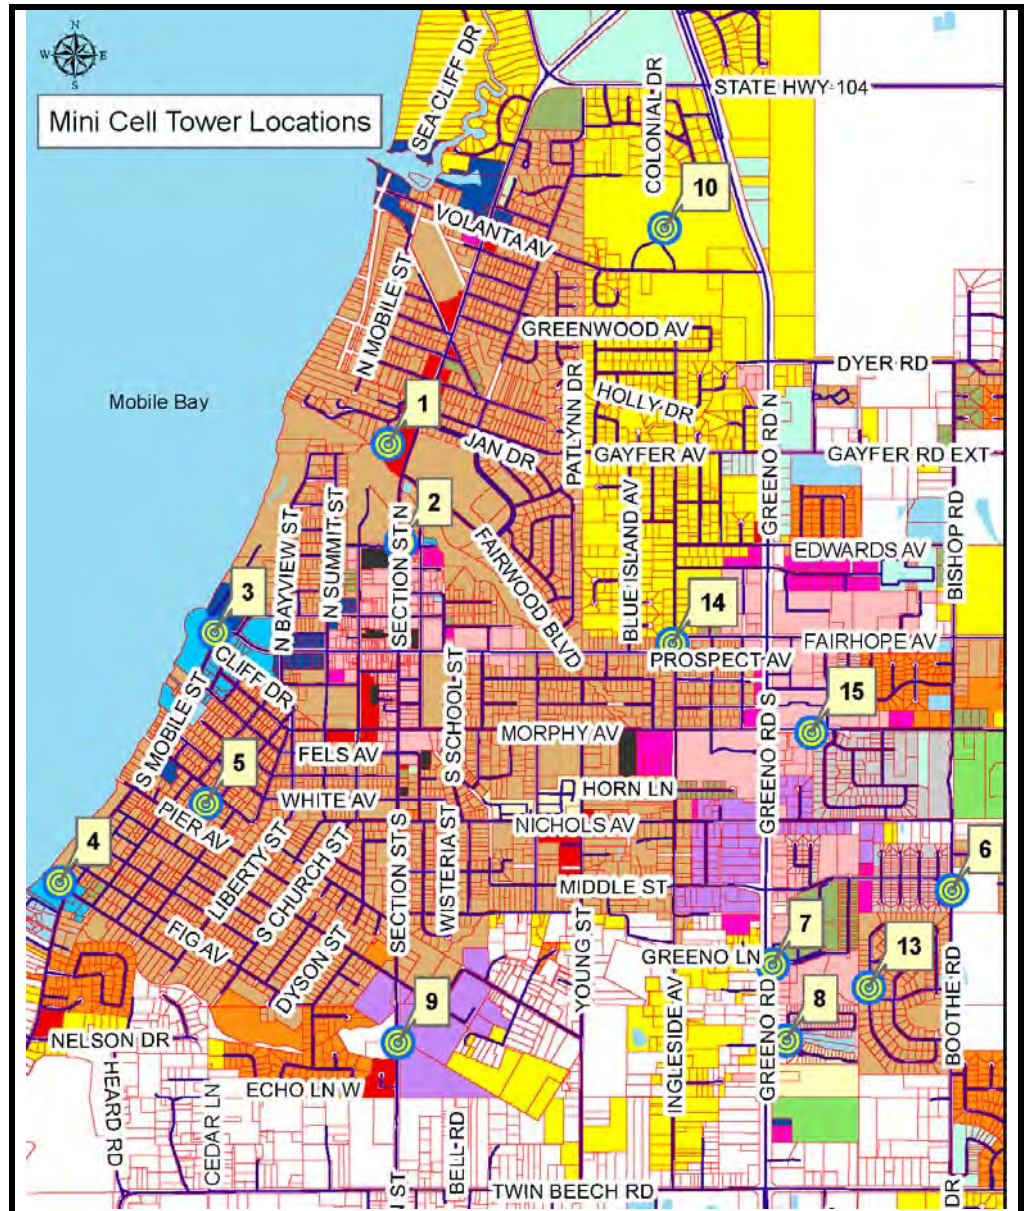 N
W E
S
Mini Cell Tower Locations
SEA CLIFF DR
STATE HWY 104
COLONIAL DR
10
VOLANTA AV
N MOBILE ST
GREENWOOD AV
DYER RD
Mobile Bay
PATLYNN DR
HOLLY DR
1
GREENO RD N
JAN DR
GAYFER AV
GAYFER RD EXT
2
N BAYVIEW ST
N SUMMIT ST
SECTION ST N
FAIRWOOD BLVD
BLUE ISLAND AV
BISHOP RD
EDWARDS AV
3
14
FAIRHOPE AV
CLIFF DR
PROSPECT AV
S MOBILE ST
S SCHOOL ST
GREENO RD S
15
MORPHY AV
FELS AV
5
HORN LN
WHITE AV
PIER AV
NICHOLS AV
4
LIBERTY ST
S CHURCH ST
SECTION ST S
WISTERIA ST
6
MIDDLE ST
FIG AV
DYSON ST
YOUNG ST
7
GREENO LN
13
9
8
INGLESIDE AV
GREENO RD
BOOTHE RD
NELSON DR
HEARD RD
CEDAR LN
ECHO LN W
BELL RD
N ST
TWIN BEECH RD
DR